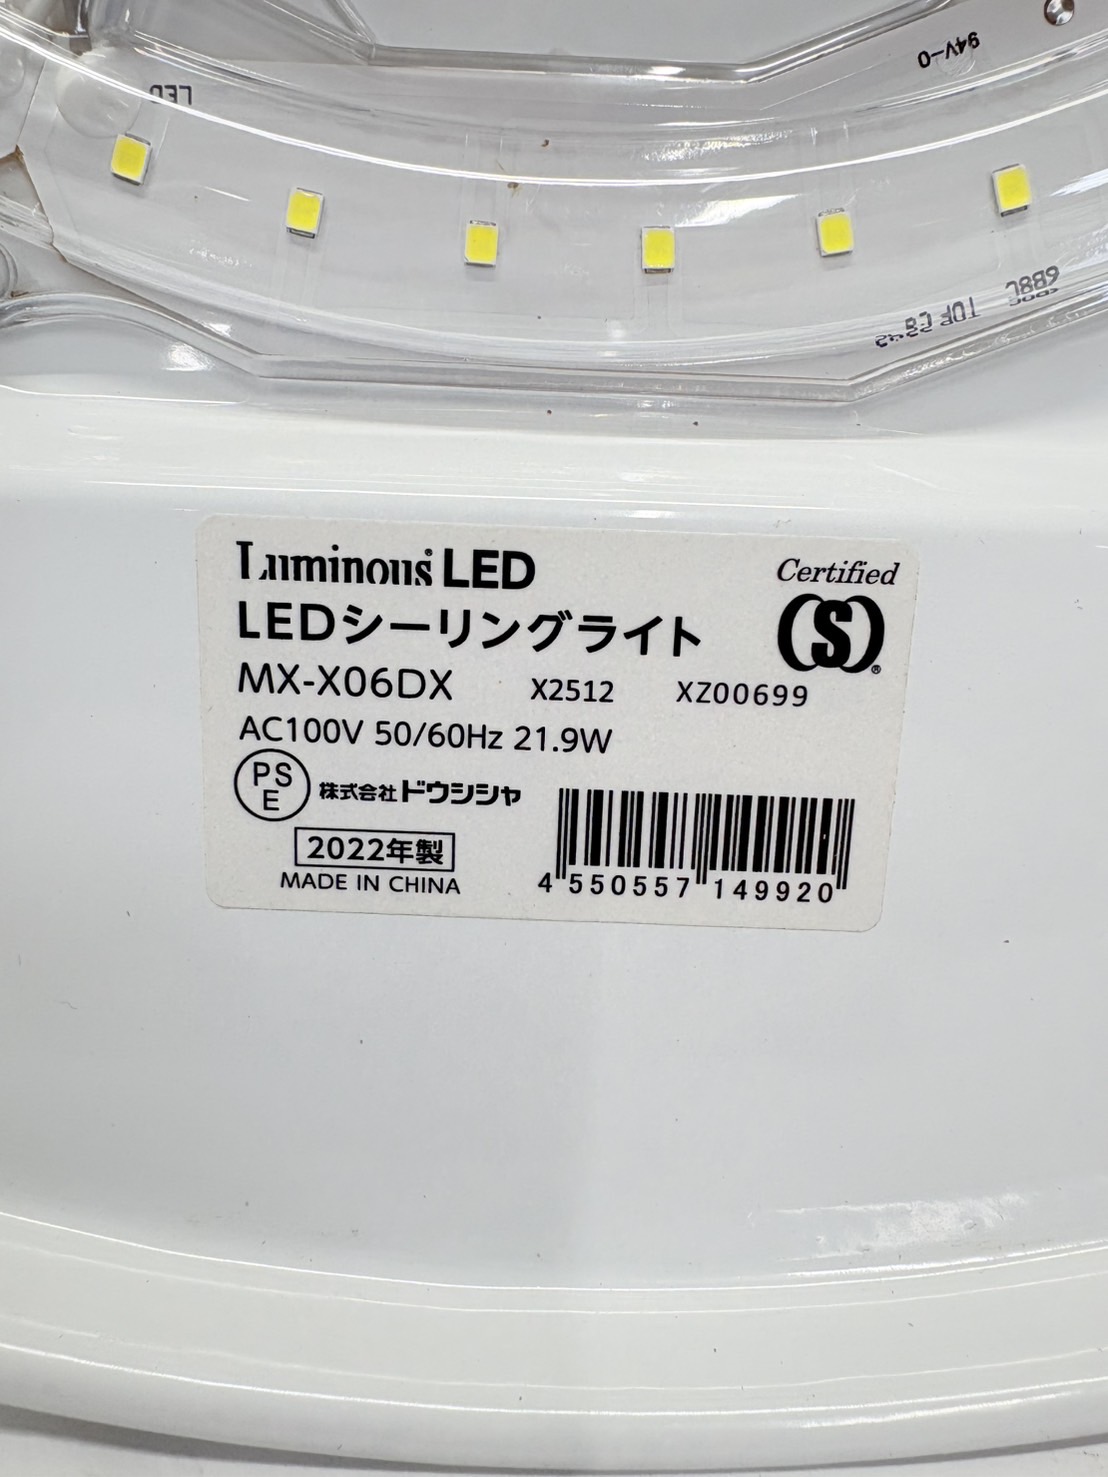 94V-0
LED
Luminous LED
Certified
LEDシーリングライト
S
MX-X06DX X2512 XZ00699
AC100V 50/60Hz 21.9W
PS
E
株式会社ドウシシャ
2022年製
MADE IN CHINA
4 550557 149920